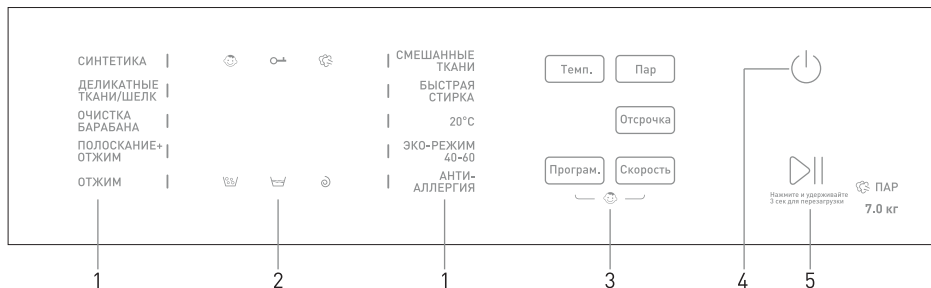 СИНТЕТИКА
ДЕЛИКАТНЫЕ
ТКАНИ/ШЕЛК
ОЧИСТКА
БАРАБАНА
ПОЛОСКАНИЕ+
ОТЖИМ
ОТЖИМ
СМЕШАННЫЕ
ТКАНИ
БЫСТРАЯ
СТИРКА
20°C
ЭКО-РЕЖИМ
40-60
АНТИ-
АЛЛЕРГИЯ
Темп.
Пар
Отсрочка
Програм.
Скорость
Нажмите и удерживайте
3 сек для перезагрузки
ПАР
7.0 кг
1
2
1
3
4
5